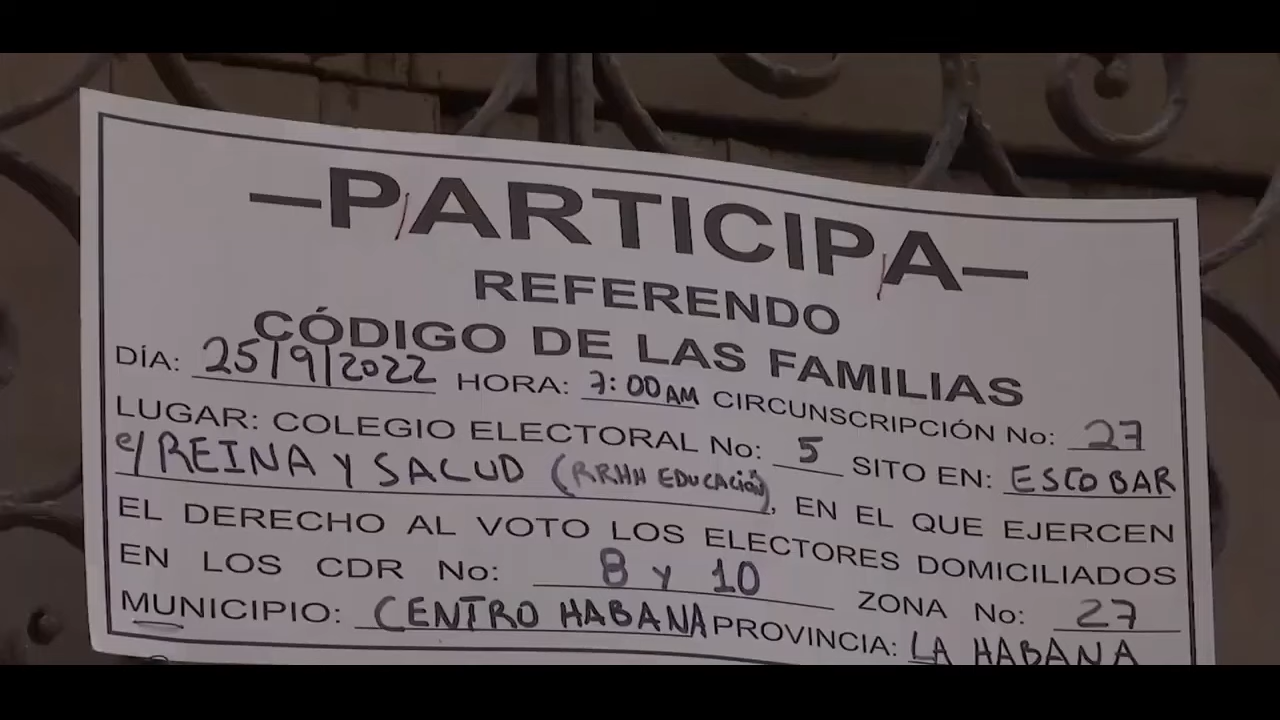 —PARTICIPA—
REFERENDO
CÓDIGO DE LAS FAMILIAS
DÍA: 25/9/2022 HORA: 7:00 AM CIRCUNSCRIPCIÓN No: 27
LUGAR: COLEGIO ELECTORAL No: 5 SITO EN: ESCOBAR
e/ REINA Y SALUD (RRHH EDUCACIÓN), EN EL QUE EJERCEN
EL DERECHO AL VOTO LOS ELECTORES DOMICILIADOS
EN LOS CDR No: 8 y 10 ZONA No: 27
MUNICIPIO: CENTRO HABANA PROVINCIA: LA HABANA